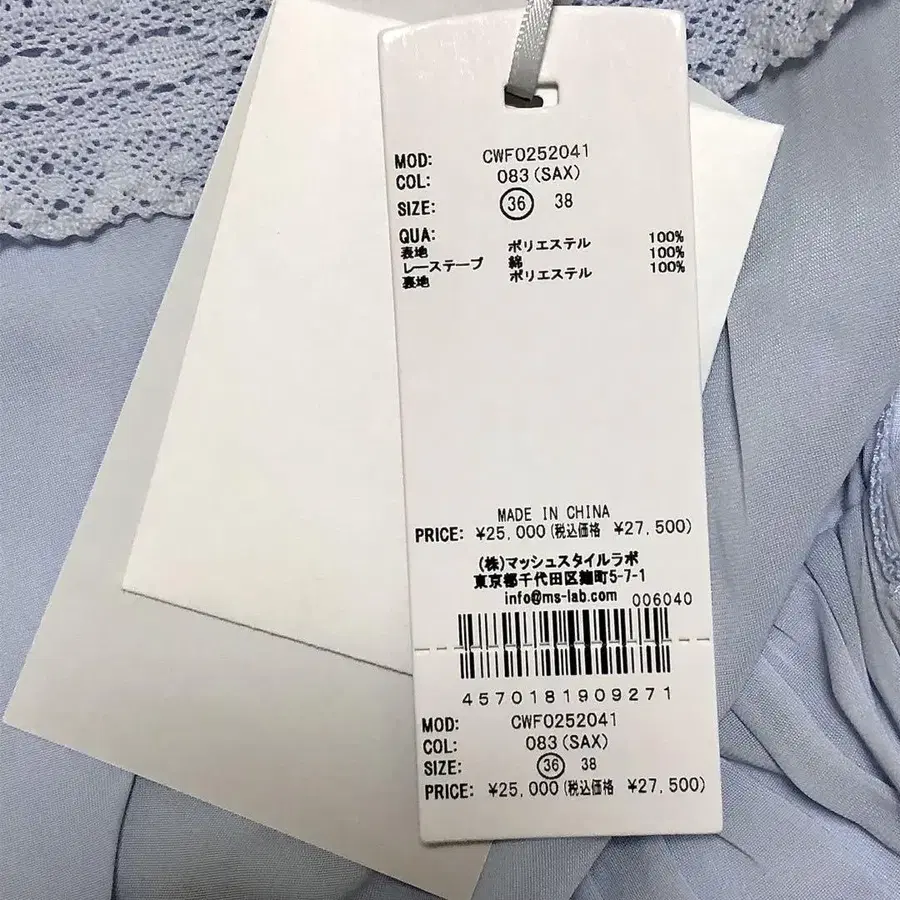 MOD: CWF0252041
COL: 083(SAX)
SIZE: 36 38
QUA:
表地 ポリエステル 100%
レーステープ 綿 100%
裏地 ポリエステル 100%
MADE IN CHINA
PRICE: ¥25,000(税込価格 ¥27,500)
(株)マッシュスタイルラボ
東京都千代田区麹町5-7-1
info@ms-lab.com 006040
4570181909271
MOD: CWF0252041
COL: 083(SAX)
SIZE: 36 38
PRICE: ¥25,000(税込価格 ¥27,500)